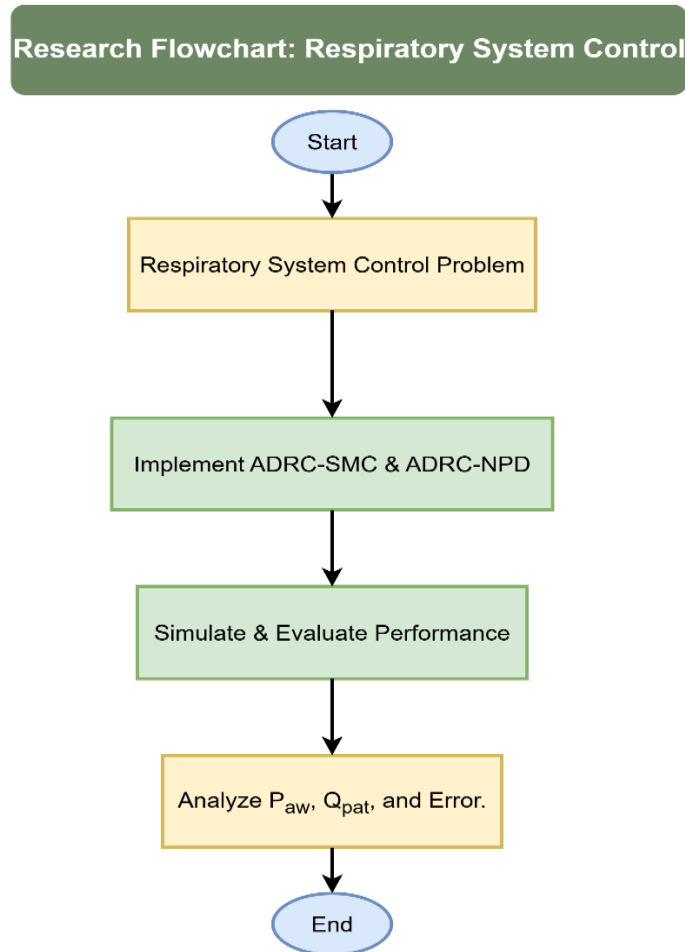 Research Flowchart: Respiratory System Control
Start
Respiratory System Control Problem
Implement ADRC-SMC & ADRC-NPD
Simulate & Evaluate Performance
Analyze Paw, Qpat, and Error.
End